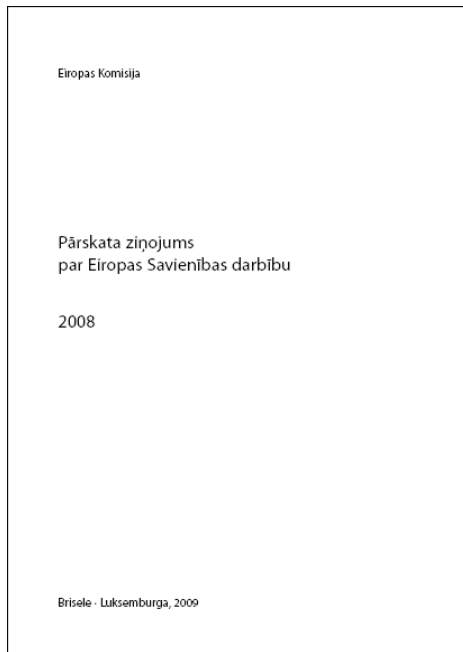 Eiropas Komisija
Pārskata ziņojums
par Eiropas Savienības darbību
2008
Brisele · Luksemburga, 2009